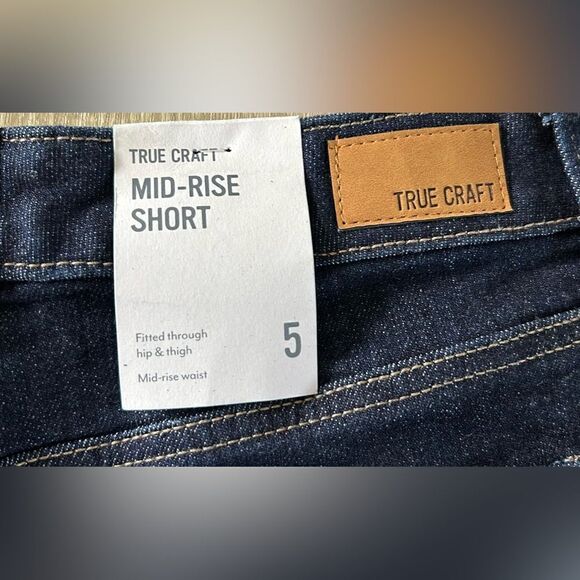 TRUE CRAFT
MID-RISE
SHORT
Fitted through
hip & thigh
Mid-rise waist
5
TRUE CRAFT